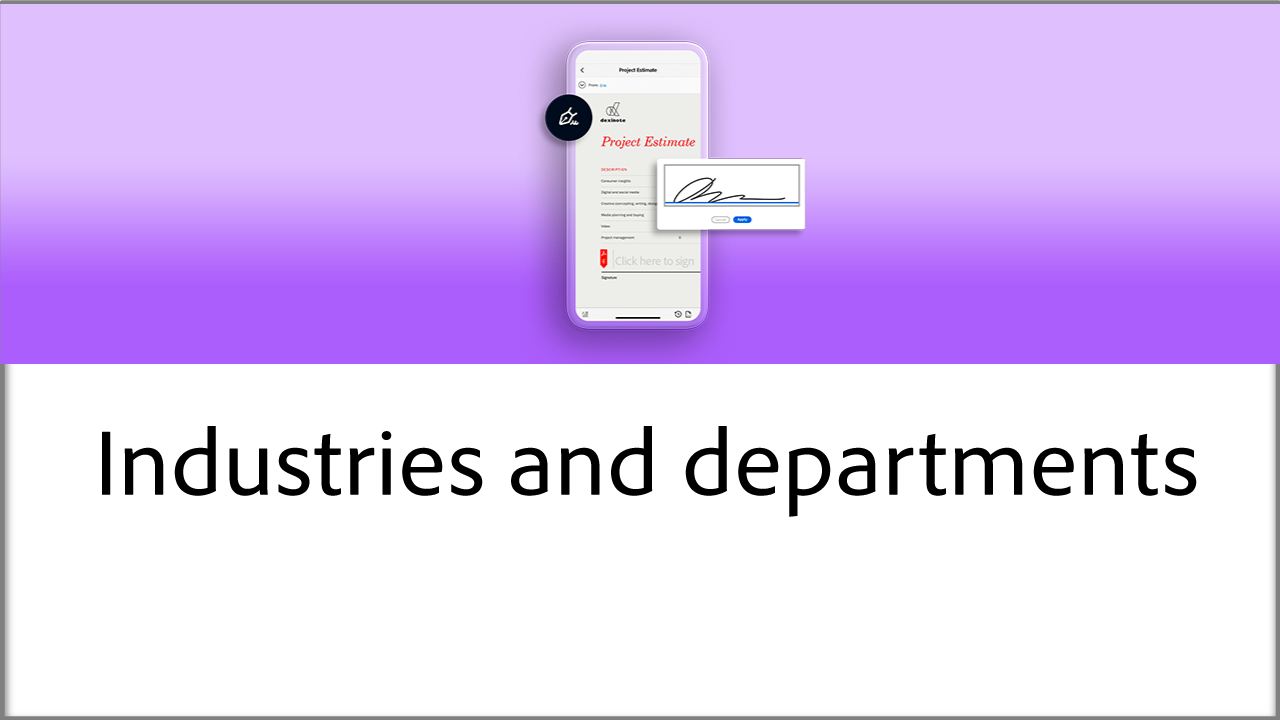 Project Estimate
From:
dexinote
Project Estimate
DESCRIPTION
Consumer insights
Digital and social media
Creative (concepting, writing, design
Media planning and buying
Video
Project management
Cancel
Apply
Click here to sign
Signature
Industries and departments